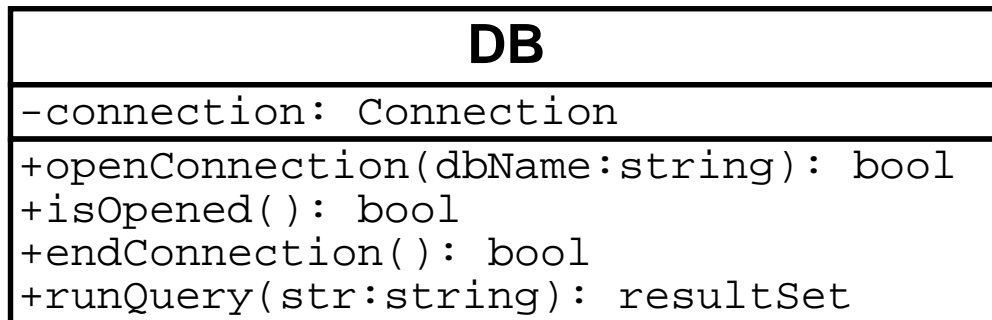 DB
-connection: Connection
+openConnection(dbName:string): bool
+isOpened(): bool
+endConnection(): bool
+runQuery(str:string): resultSet